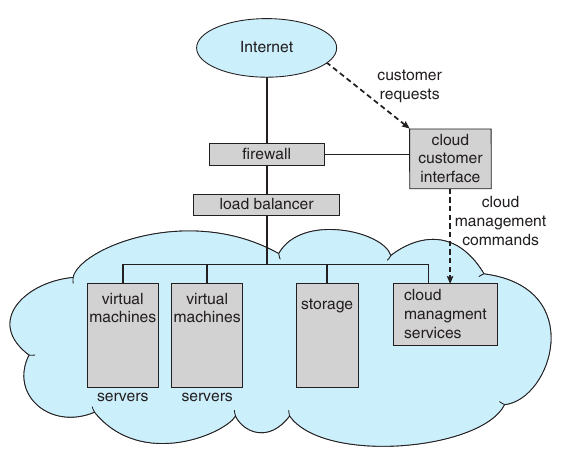 Internet
customer
requests
firewall
cloud
customer
interface
load balancer
cloud
management
commands
virtual
machines
virtual
machines
storage
cloud
managment
services
servers
servers